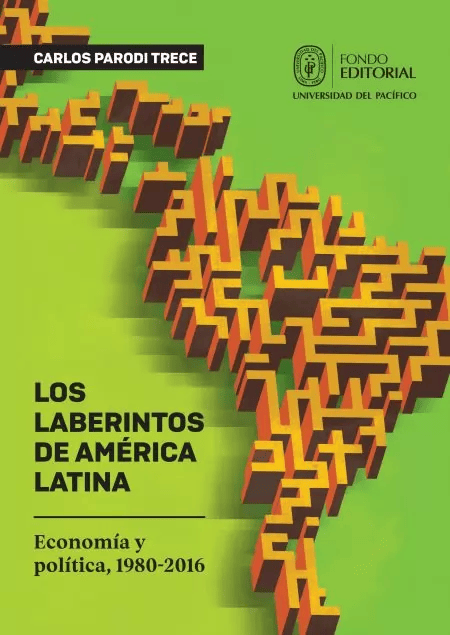 CARLOS PARODI TRECE
FONDO
EDITORIAL
UNIVERSIDAD DEL PACÍFICO
LOS
LABERINTOS
DE AMÉRICA
LATINA
Economía y
política, 1980-2016